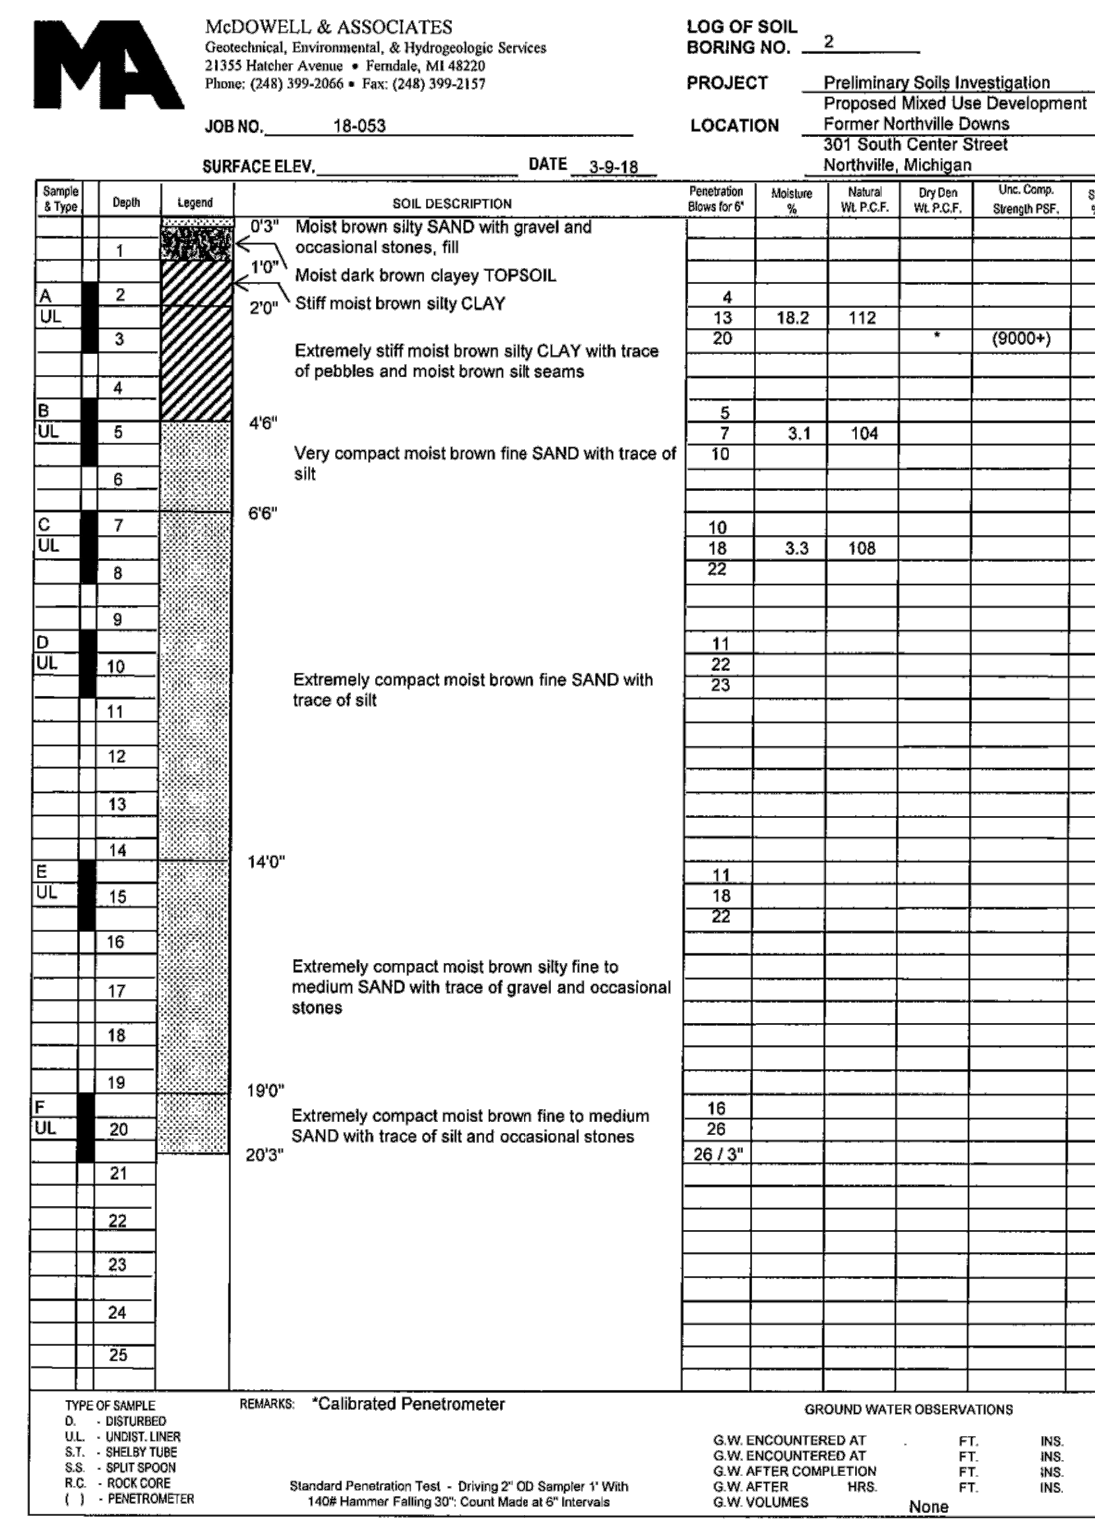 MA
McDOWELL & ASSOCIATES
Geotechnical, Environmental, & Hydrogeologic Services
21355 Hatcher Avenue • Ferndale, MI 48220
Phone: (248) 399-2066 • Fax: (248) 399-2157
JOB NO. 18-053
SURFACE ELEV. DATE 3-9-18
LOG OF SOIL
BORING NO. 2
PROJECT Preliminary Soils Investigation
Proposed Mixed Use Development
LOCATION Former Northville Downs
301 South Center Street
Northville, Michigan
Sample & Type Depth Legend SOIL DESCRIPTION Penetration Blows for 6" Moisture % Natural Wt. P.C.F. Dry Den Wt. P.C.F. Unc. Comp. Strength PSF.
0'3" Moist brown silty SAND with gravel and
1 occasional stones, fill
1'0" Moist dark brown clayey TOPSOIL
A 2 4
2'0" Stiff moist brown silty CLAY
UL 13 18.2 112
3 20 * (9000+)
Extremely stiff moist brown silty CLAY with trace
of pebbles and moist brown silt seams
4
B 5
4'6"
UL 5 7 3.1 104
Very compact moist brown fine SAND with trace of 10
silt
6
6'6"
C 7 10
UL 18 3.3 108
8 22
9
D 11
UL 10 22
Extremely compact moist brown fine SAND with 23
trace of silt
11
12
13
14
14'0"
E 11
UL 15 18
22
16
Extremely compact moist brown silty fine to
medium SAND with trace of gravel and occasional
17
stones
18
19
19'0"
F 16
Extremely compact moist brown fine to medium
UL 20 26
SAND with trace of silt and occasional stones
20'3" 26 / 3"
21
22
23
24
25
TYPE OF SAMPLE
D. - DISTURBED
U.L. - UNDIST. LINER
S.T. - SHELBY TUBE
S.S. - SPLIT SPOON
R.C. - ROCK CORE
( ) - PENETROMETER
REMARKS: *Calibrated Penetrometer
Standard Penetration Test - Driving 2" OD Sampler 1' With
140# Hammer Falling 30": Count Made at 6" Intervals
GROUND WATER OBSERVATIONS
G.W. ENCOUNTERED AT FT. INS.
G.W. ENCOUNTERED AT FT. INS.
G.W. AFTER COMPLETION FT. INS.
G.W. AFTER HRS. FT. INS.
G.W. VOLUMES None